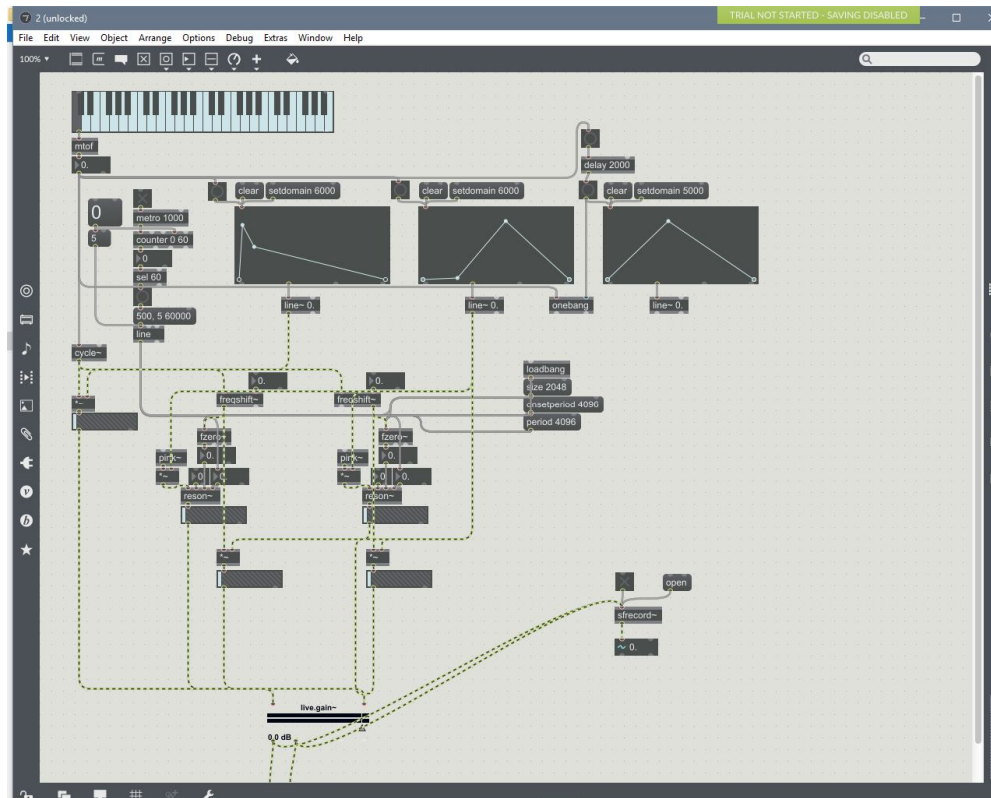 2 (unlocked)
TRIAL NOT STARTED - SAVING DISABLED
File Edit View Object Arrange Options Debug Extras Window Help
100%
mtof
0.
delay 2000
clear setdomain 6000
clear setdomain 6000
clear setdomain 5000
0
metro 1000
5
counter 0 60
0
sel 60
line~ 0.
line~ 0.
onebang
line~ 0.
500, 5 60000
line
cycle~
loadbang
0.
0.
size 2048
freqshift~
freqshift~
*~
onsetperiod 4096
period 4096
fzero~
fzero~
0.
0.
pink~
pink~
*~
0
0.
*~
0
0.
reson~
reson~
*~
*~
open
sfrecord~
~ 0.
live.gain~
0.0 dB